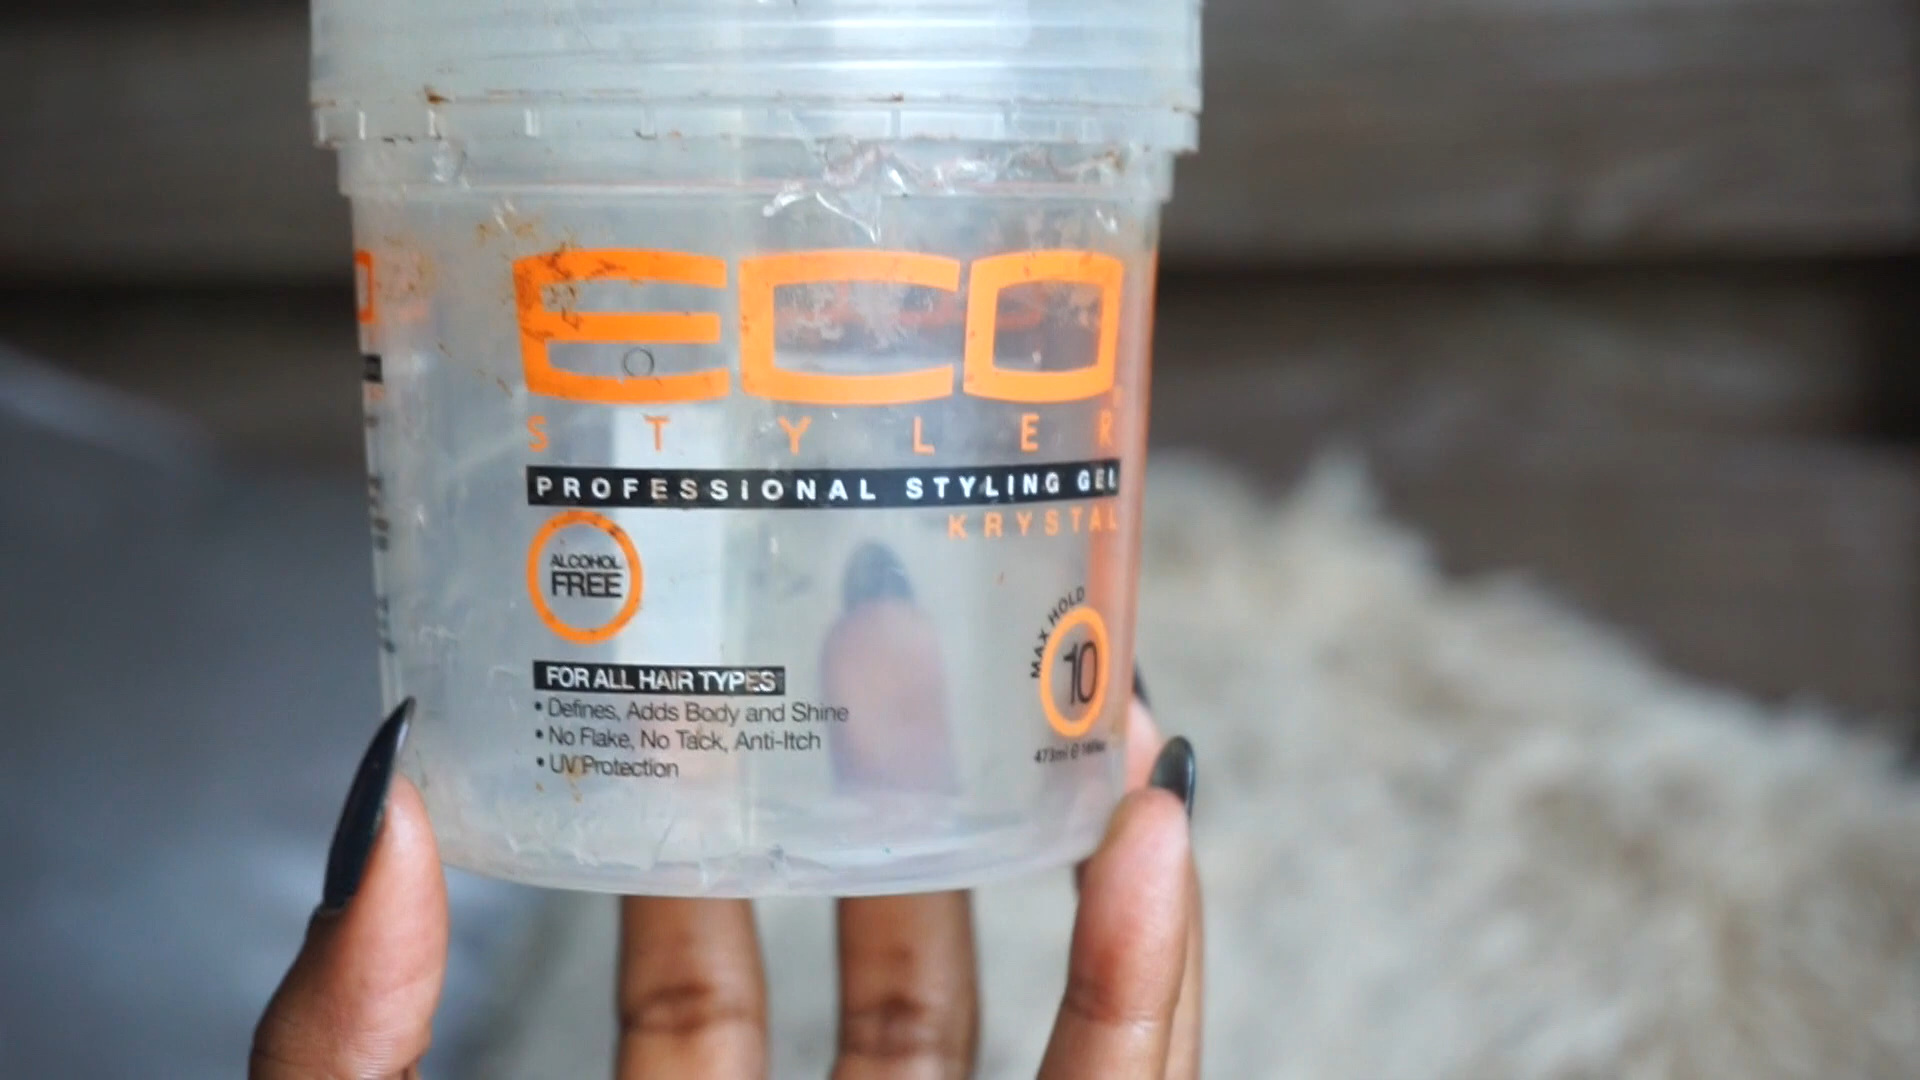 ECO
STYLER
PROFESSIONAL STYLING GEL
KRYSTAL
ALCOHOL
FREE
MAX HOLD
10
FOR ALL HAIR TYPES
• Defines, Adds Body and Shine
• No Flake, No Tack, Anti-Itch
• UV Protection
473ml